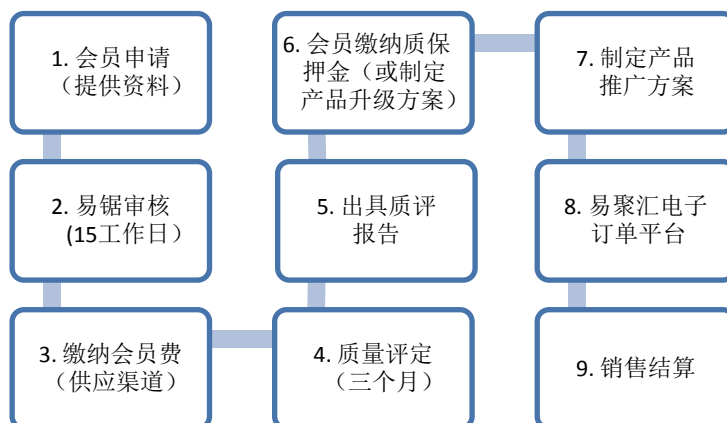 1. 会员申请
（提供资料）
2. 易锯审核
(15工作日）
3. 缴纳会员费
（供应渠道）
4. 质量评定
（三个月）
5. 出具质评
报告
6. 会员缴纳质保
押金（或制定
产品升级方案）
7. 制定产品
推广方案
8. 易聚汇电子
订单平台
9. 销售结算